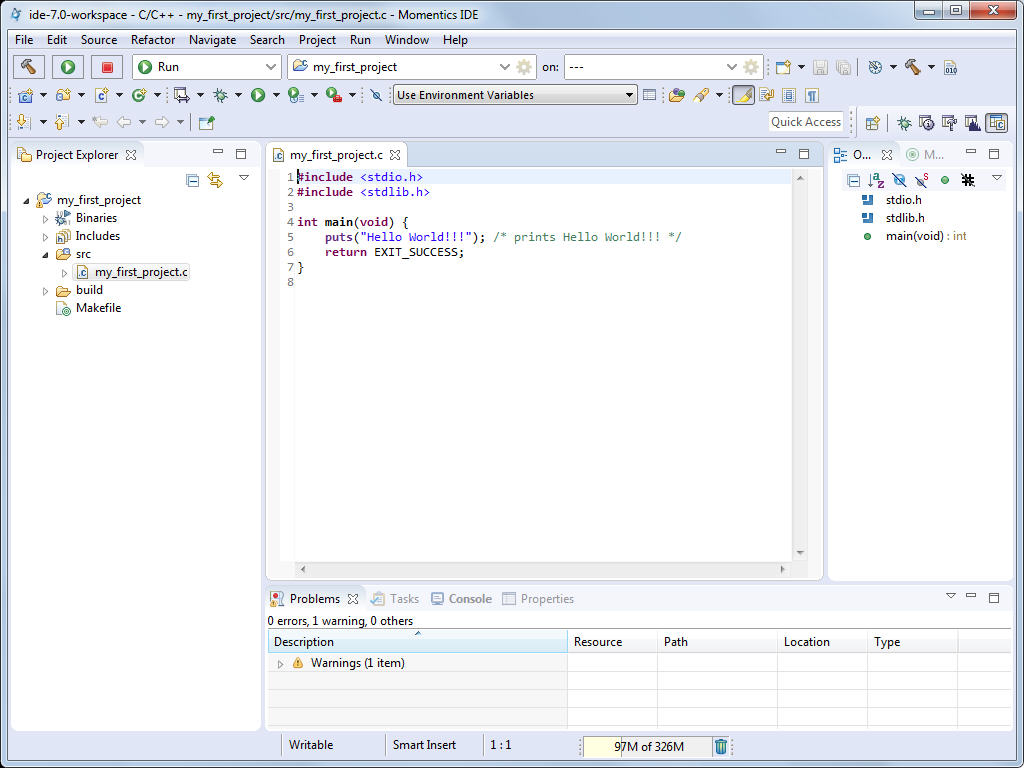 ide-7.0-workspace - C/C++ - my_first_project/src/my_first_project.c - Momentics IDE
File Edit Source Refactor Navigate Search Project Run Window Help
Run my_first_project on: ---
Use Environment Variables
Quick Access
Project Explorer
my_first_project
Binaries
Includes
src
my_first_project.c
build
Makefile
my_first_project.c
1 #include <stdio.h>
2 #include <stdlib.h>
3
4 int main(void) {
5 puts("Hello World!!!"); /* prints Hello World!!! */
6 return EXIT_SUCCESS;
7 }
8
O... M...
stdio.h
stdlib.h
main(void) : int
Problems Tasks Console Properties
0 errors, 1 warning, 0 others
Description Resource Path Location Type
Warnings (1 item)
Writable Smart Insert 1 : 1 97M of 326M